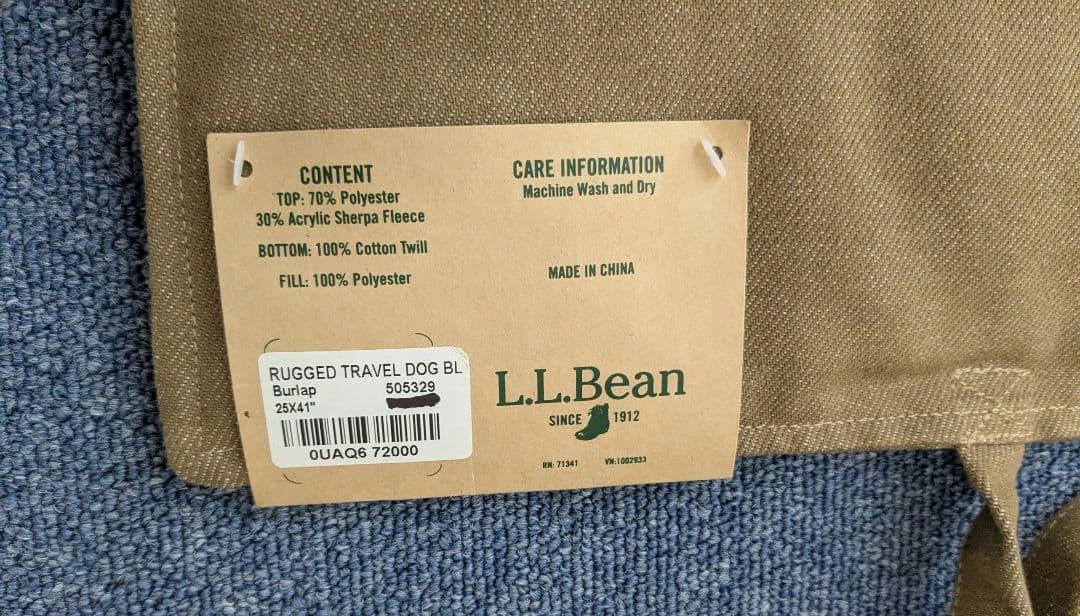 CONTENT
TOP: 70% Polyester
30% Acrylic Sherpa Fleece
BOTTOM: 100% Cotton Twill
FILL: 100% Polyester
CARE INFORMATION
Machine Wash and Dry
MADE IN CHINA
RUGGED TRAVEL DOG BL
Burlap 505329
25X41"
0UAQ6 72000
L.L.Bean
SINCE 1912
RN: 71341 VN:1002933